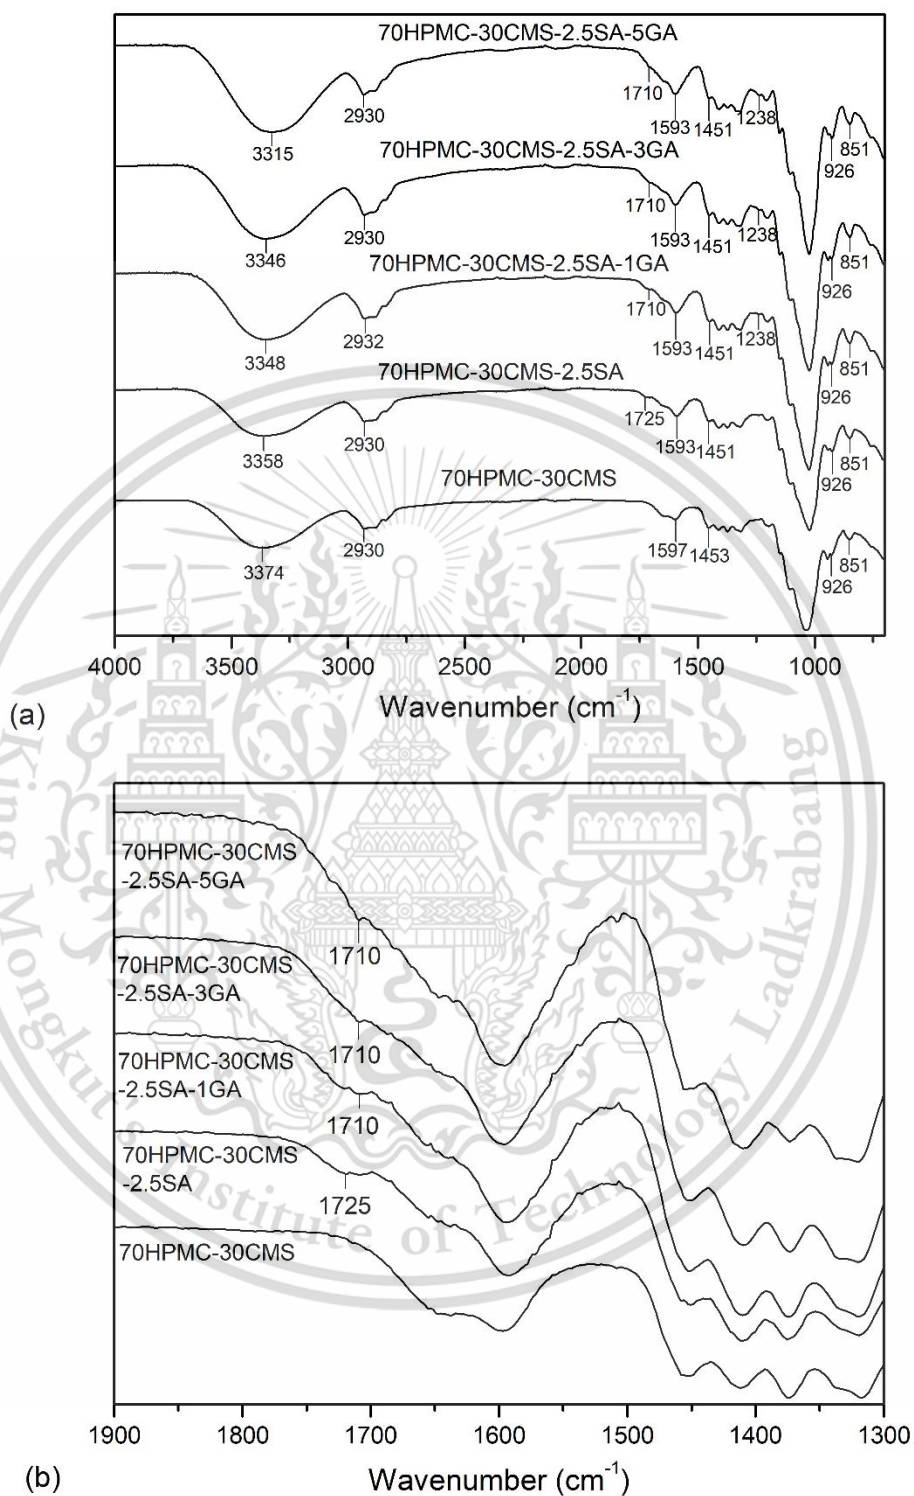 70HPMC-30CMS-2.5SA-5GA
2930
3315
1710
1593
1451
1238
926
851
70HPMC-30CMS-2.5SA-3GA
2930
3346
1710
1593
1451
1238
926
851
70HPMC-30CMS-2.5SA-1GA
2932
3348
1710
1593
1451
1238
926
851
70HPMC-30CMS-2.5SA
2930
3358
1725
1593
1451
926
851
70HPMC-30CMS
2930
3374
1597
1453
926
851
4000 3500 3000 2500 2000 1500 1000
Wavenumber (cm⁻¹)
(a)
70HPMC-30CMS
-2.5SA-5GA
1710
70HPMC-30CMS
-2.5SA-3GA
1710
70HPMC-30CMS
-2.5SA-1GA
1710
70HPMC-30CMS
-2.5SA
1725
70HPMC-30CMS
1900 1800 1700 1600 1500 1400 1300
Wavenumber (cm⁻¹)
(b)
King Mongkut's Institute of Technology Ladkrabang